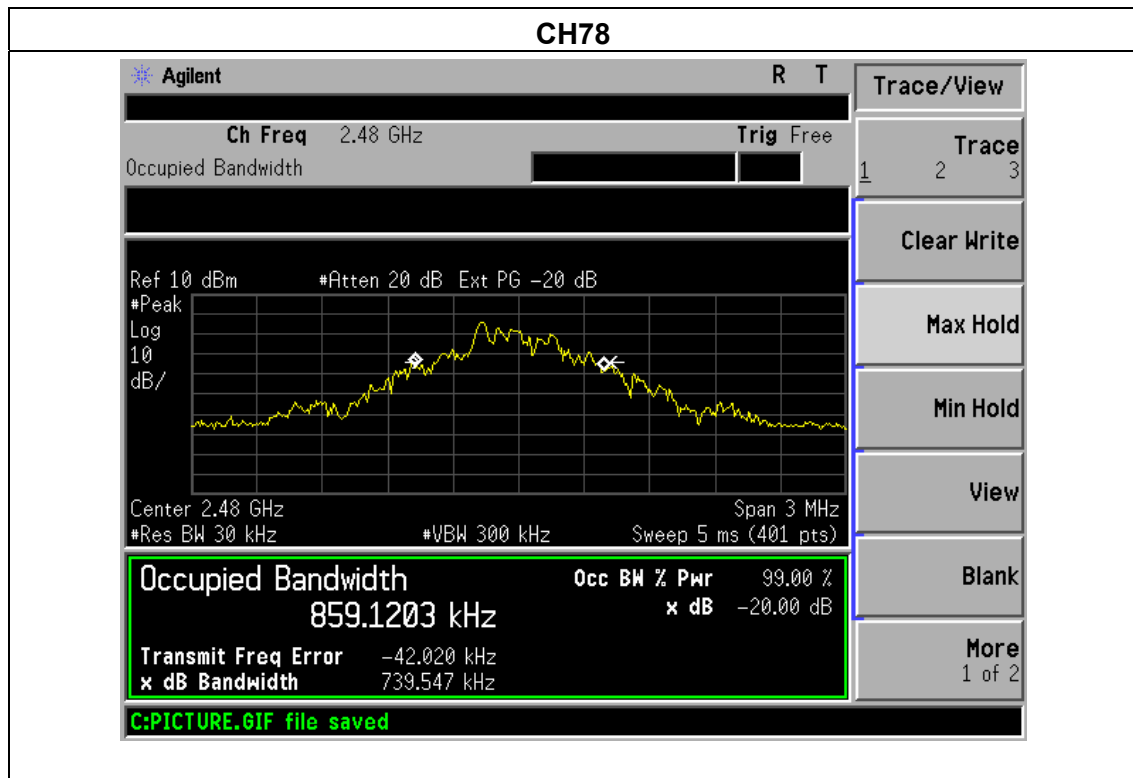 CH78
Agilent R T
Trace/View
Ch Freq 2.48 GHz Trig Free
Occupied Bandwidth
Trace
1 2 3
Clear Write
Ref 10 dBm #Atten 20 dB Ext PG -20 dB
#Peak
Log
10
dB/
Max Hold
Min Hold
View
Center 2.48 GHz Span 3 MHz
#Res BW 30 kHz #VBW 300 kHz Sweep 5 ms (401 pts)
Occupied Bandwidth Occ BW % Pwr 99.00 %
859.1203 kHz x dB -20.00 dB
Blank
Transmit Freq Error -42.020 kHz
x dB Bandwidth 739.547 kHz
More
1 of 2
C:PICTURE.GIF file saved